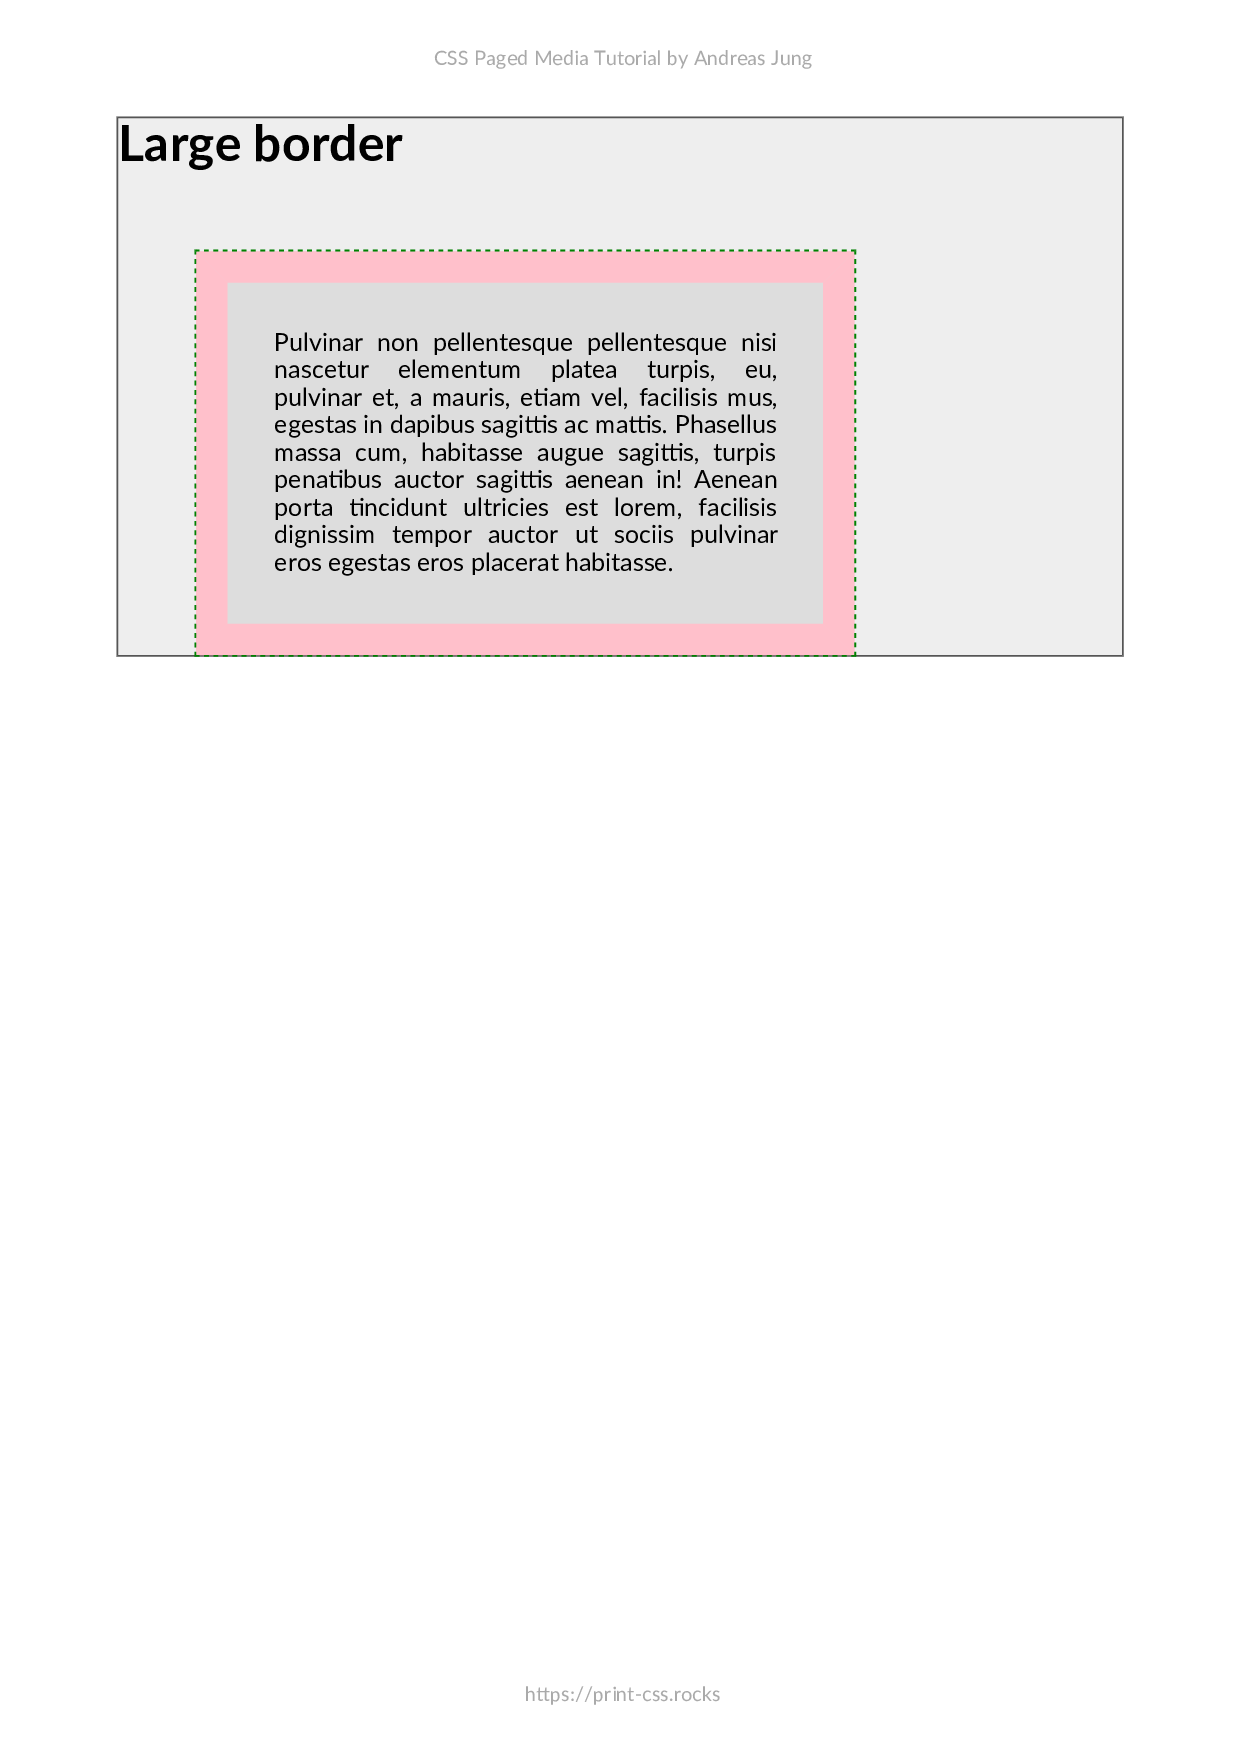 CSS Paged Media Tutorial by Andreas Jung
Large border
Pulvinar non pellentesque pellentesque nisi
nascetur elementum platea turpis, eu,
pulvinar et, a mauris, etiam vel, facilisis mus,
egestas in dapibus sagittis ac mattis. Phasellus
massa cum, habitasse augue sagittis, turpis
penatibus auctor sagittis aenean in! Aenean
porta tincidunt ultricies est lorem, facilisis
dignissim tempor auctor ut sociis pulvinar
eros egestas eros placerat habitasse.
https://print-css.rocks